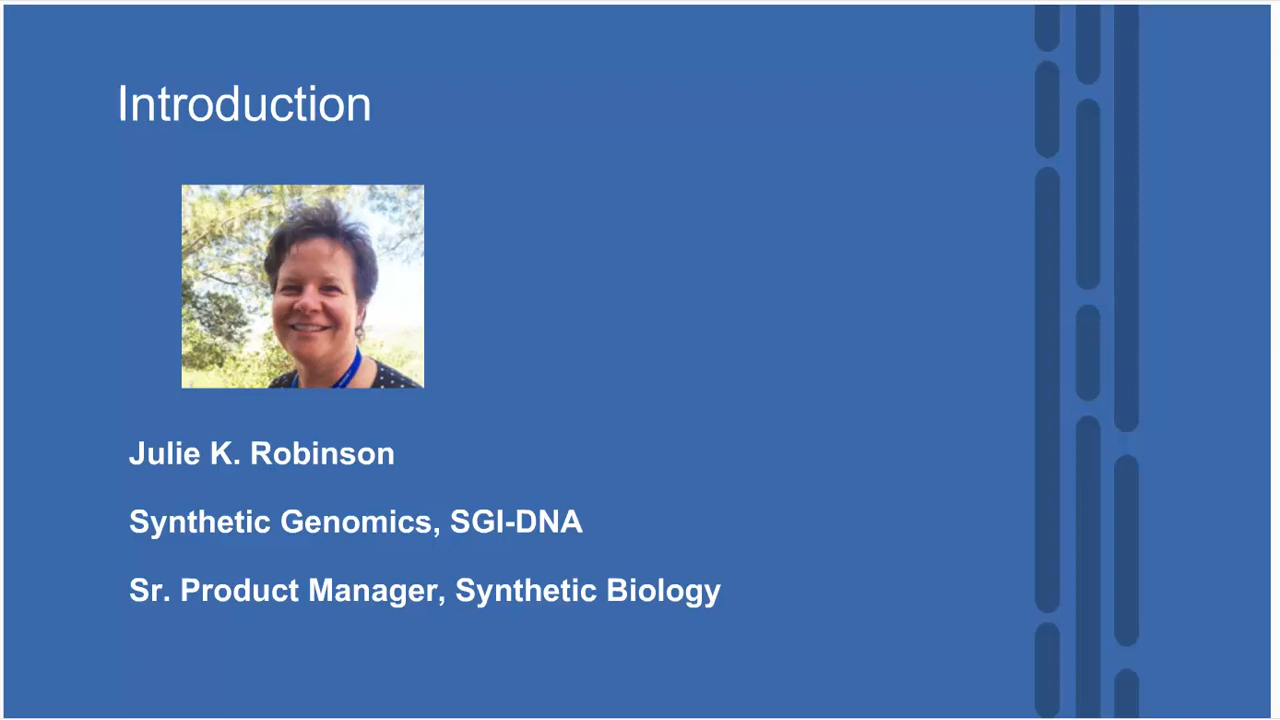 Introduction
Julie K. Robinson
Synthetic Genomics, SGI-DNA
Sr. Product Manager, Synthetic Biology